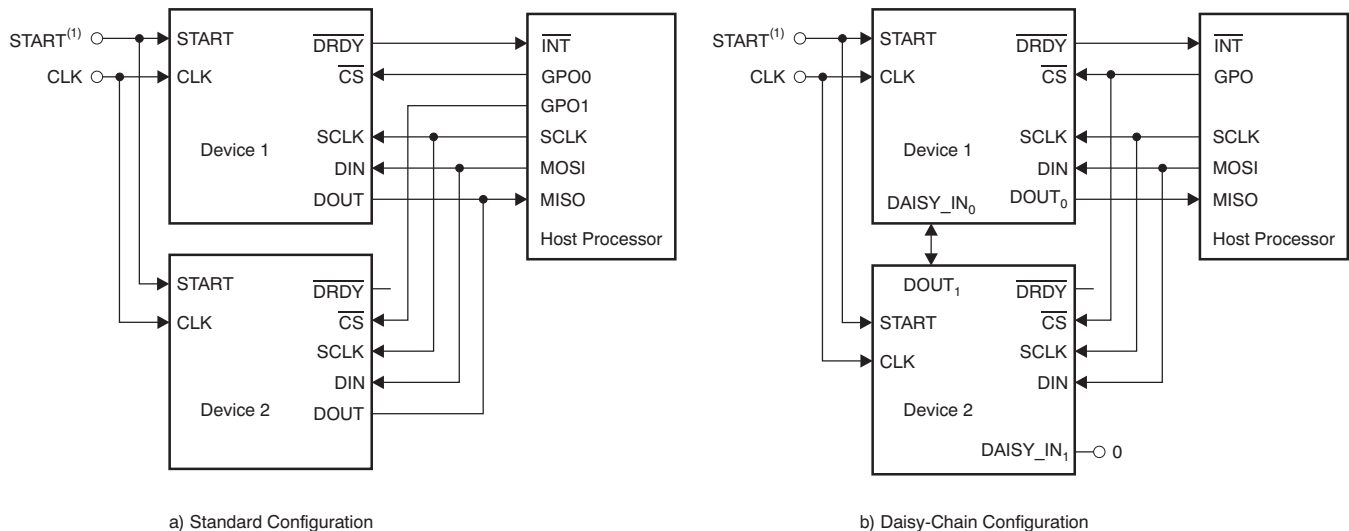 START(1)
CLK
START
CLK
DRDY
CS
SCLK
DIN
DOUT
Device 1
INT
GPO0
GPO1
SCLK
MOSI
MISO
Host Processor
START
CLK
DRDY
CS
SCLK
DIN
DOUT
Device 2
a) Standard Configuration
START(1)
CLK
START
CLK
DRDY
CS
SCLK
DIN
DOUT0
Device 1
DAISY_IN0
INT
GPO
SCLK
MOSI
MISO
Host Processor
DOUT1
START
CLK
DRDY
CS
SCLK
DIN
Device 2
DAISY_IN1
0
b) Daisy-Chain Configuration